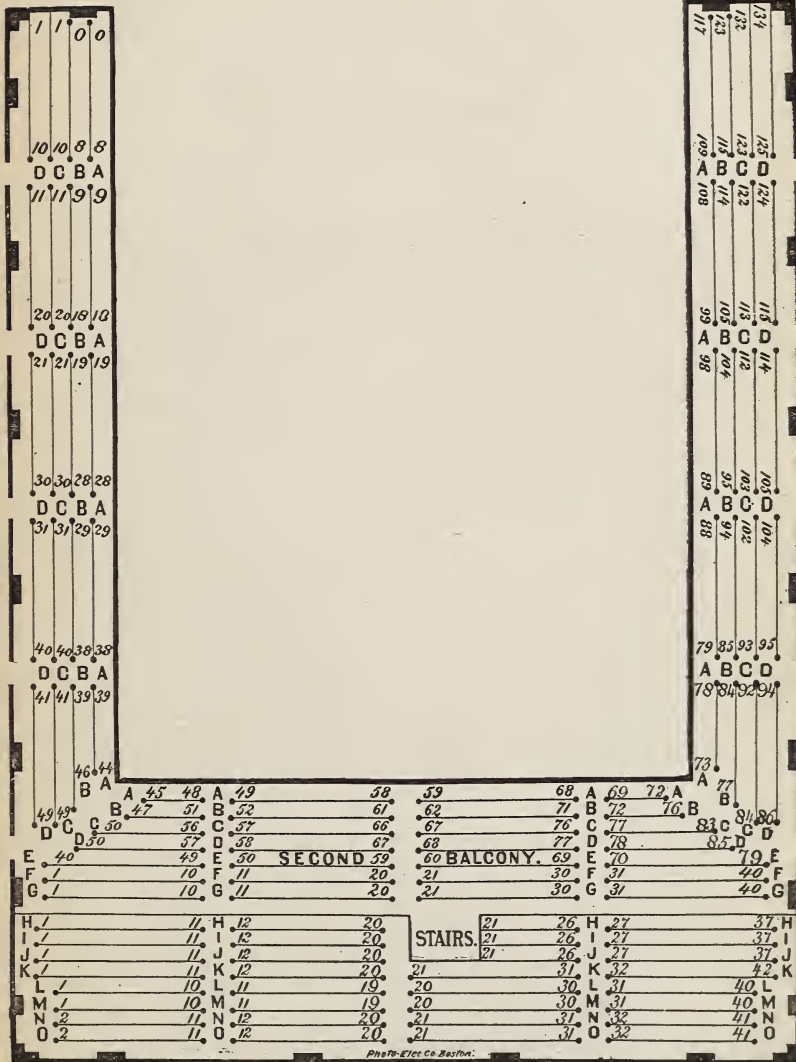 1 1 0 0 117 123 132 134
10 10 8 8 109 115 123 125
D C B A A B C D
11 11 9 9 108 114 122 124
20 20 18 18 99 105 113 115
D C B A A B C D
21 21 19 19 98 104 112 114
30 30 28 28 89 95 103 105
D C B A A B C D
31 31 29 29 88 94 102 104
40 40 38 38 79 85 93 95
D C B A A B C D
41 41 39 39 78 84 92 94
46 44 73
B A A 77 B
49 49 84 86
D C C D
A 45 48 A 49 58 59 68 A 69 72 A
B 47 51 B 52 61 62 71 B 72 76 B
C 50 56 C 57 66 67 76 C 77 83 C
D 50 57 D 58 67 68 77 D 78 85 D
E 40 49 E 50 SECOND 59 60 BALCONY. 69 E 70 79 E
F 1 10 F 11 20 21 30 F 31 40 F
G 1 10 G 11 20 21 30 G 31 40 G
H 1 11 H 12 20 21 26 H 27 37 H
I 1 11 I 12 20 STAIRS. 21 26 I 27 37 I
J 1 11 J 12 20 21 26 J 27 37 J
K 1 11 K 12 20 21 31 K 32 42 K
L 1 10 L 11 19 20 30 L 31 40 L
M 1 10 M 11 19 20 30 M 31 40 M
N 2 11 N 12 20 21 31 N 32 41 N
O 2 11 O 12 20 21 31 O 32 41 O
Photo-Elec Co. Boston.